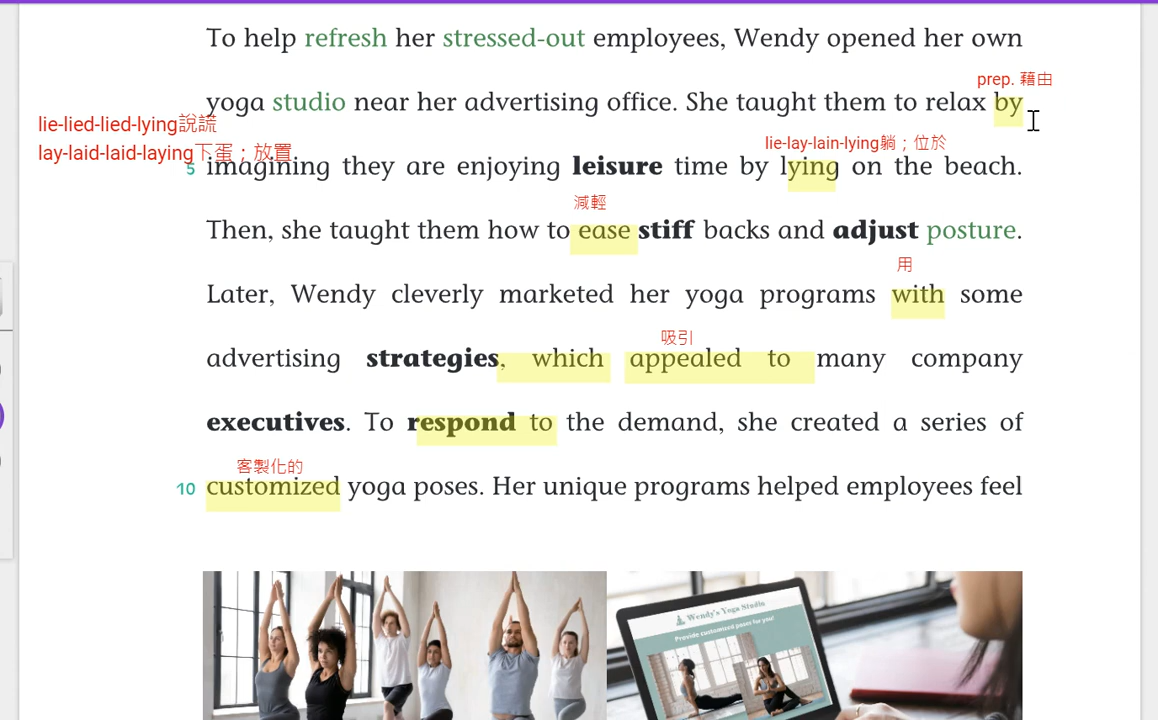 To help refresh her stressed-out employees, Wendy opened her own
prep. 藉由
yoga studio near her advertising office. She taught them to relax by
lie-lied-lied-lying說謊
lie-lay-lain-lying躺；位於
lay-laid-laid-laying下蛋；放置
5 imagining they are enjoying leisure time by lying on the beach.
減輕
Then, she taught them how to ease stiff backs and adjust posture.
用
Later, Wendy cleverly marketed her yoga programs with some
吸引
advertising strategies, which appealed to many company
executives. To respond to the demand, she created a series of
客製化的
10 customized yoga poses. Her unique programs helped employees feel
Wendy's Yoga Studio
Provide customized poses for you!